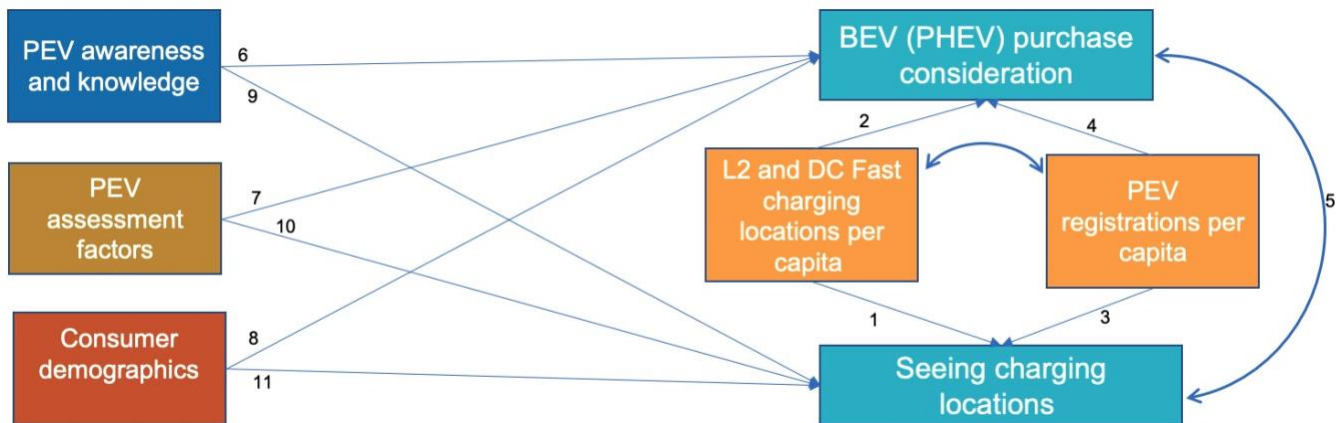 PEV awareness
and knowledge
6
9
BEV (PHEV) purchase
consideration
2
4
PEV
assessment
factors
7
10
L2 and DC Fast
charging
locations per
capita
PEV
registrations per
capita
5
Consumer
demographics
8
11
1
3
Seeing charging
locations